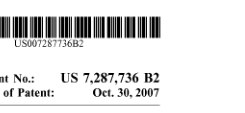 US007287736B2
nt No.: US 7,287,736 B2
of Patent: Oct. 30, 2007